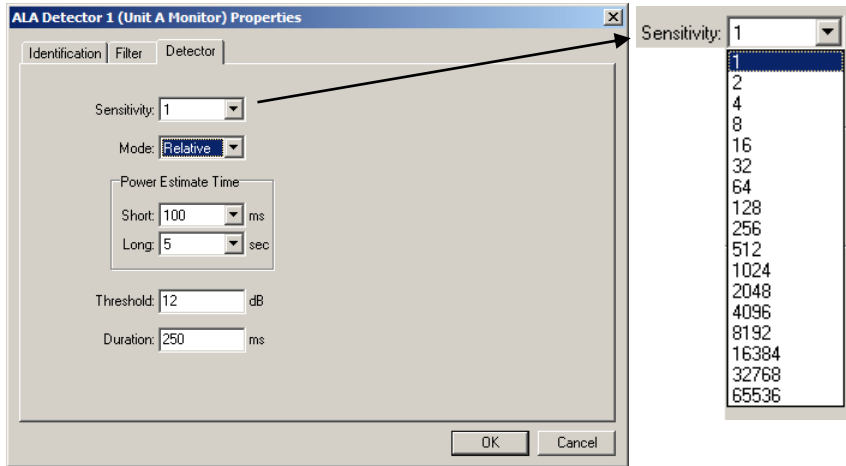 ALA Detector 1 (Unit A Monitor) Properties
Identification Filter Detector
Sensitivity: 1
Mode: Relative
Power Estimate Time
Short: 100 ms
Long: 5 sec
Threshold: 12 dB
Duration: 250 ms
OK Cancel
Sensitivity: 1
1
2
4
8
16
32
64
128
256
512
1024
2048
4096
8192
16384
32768
65536